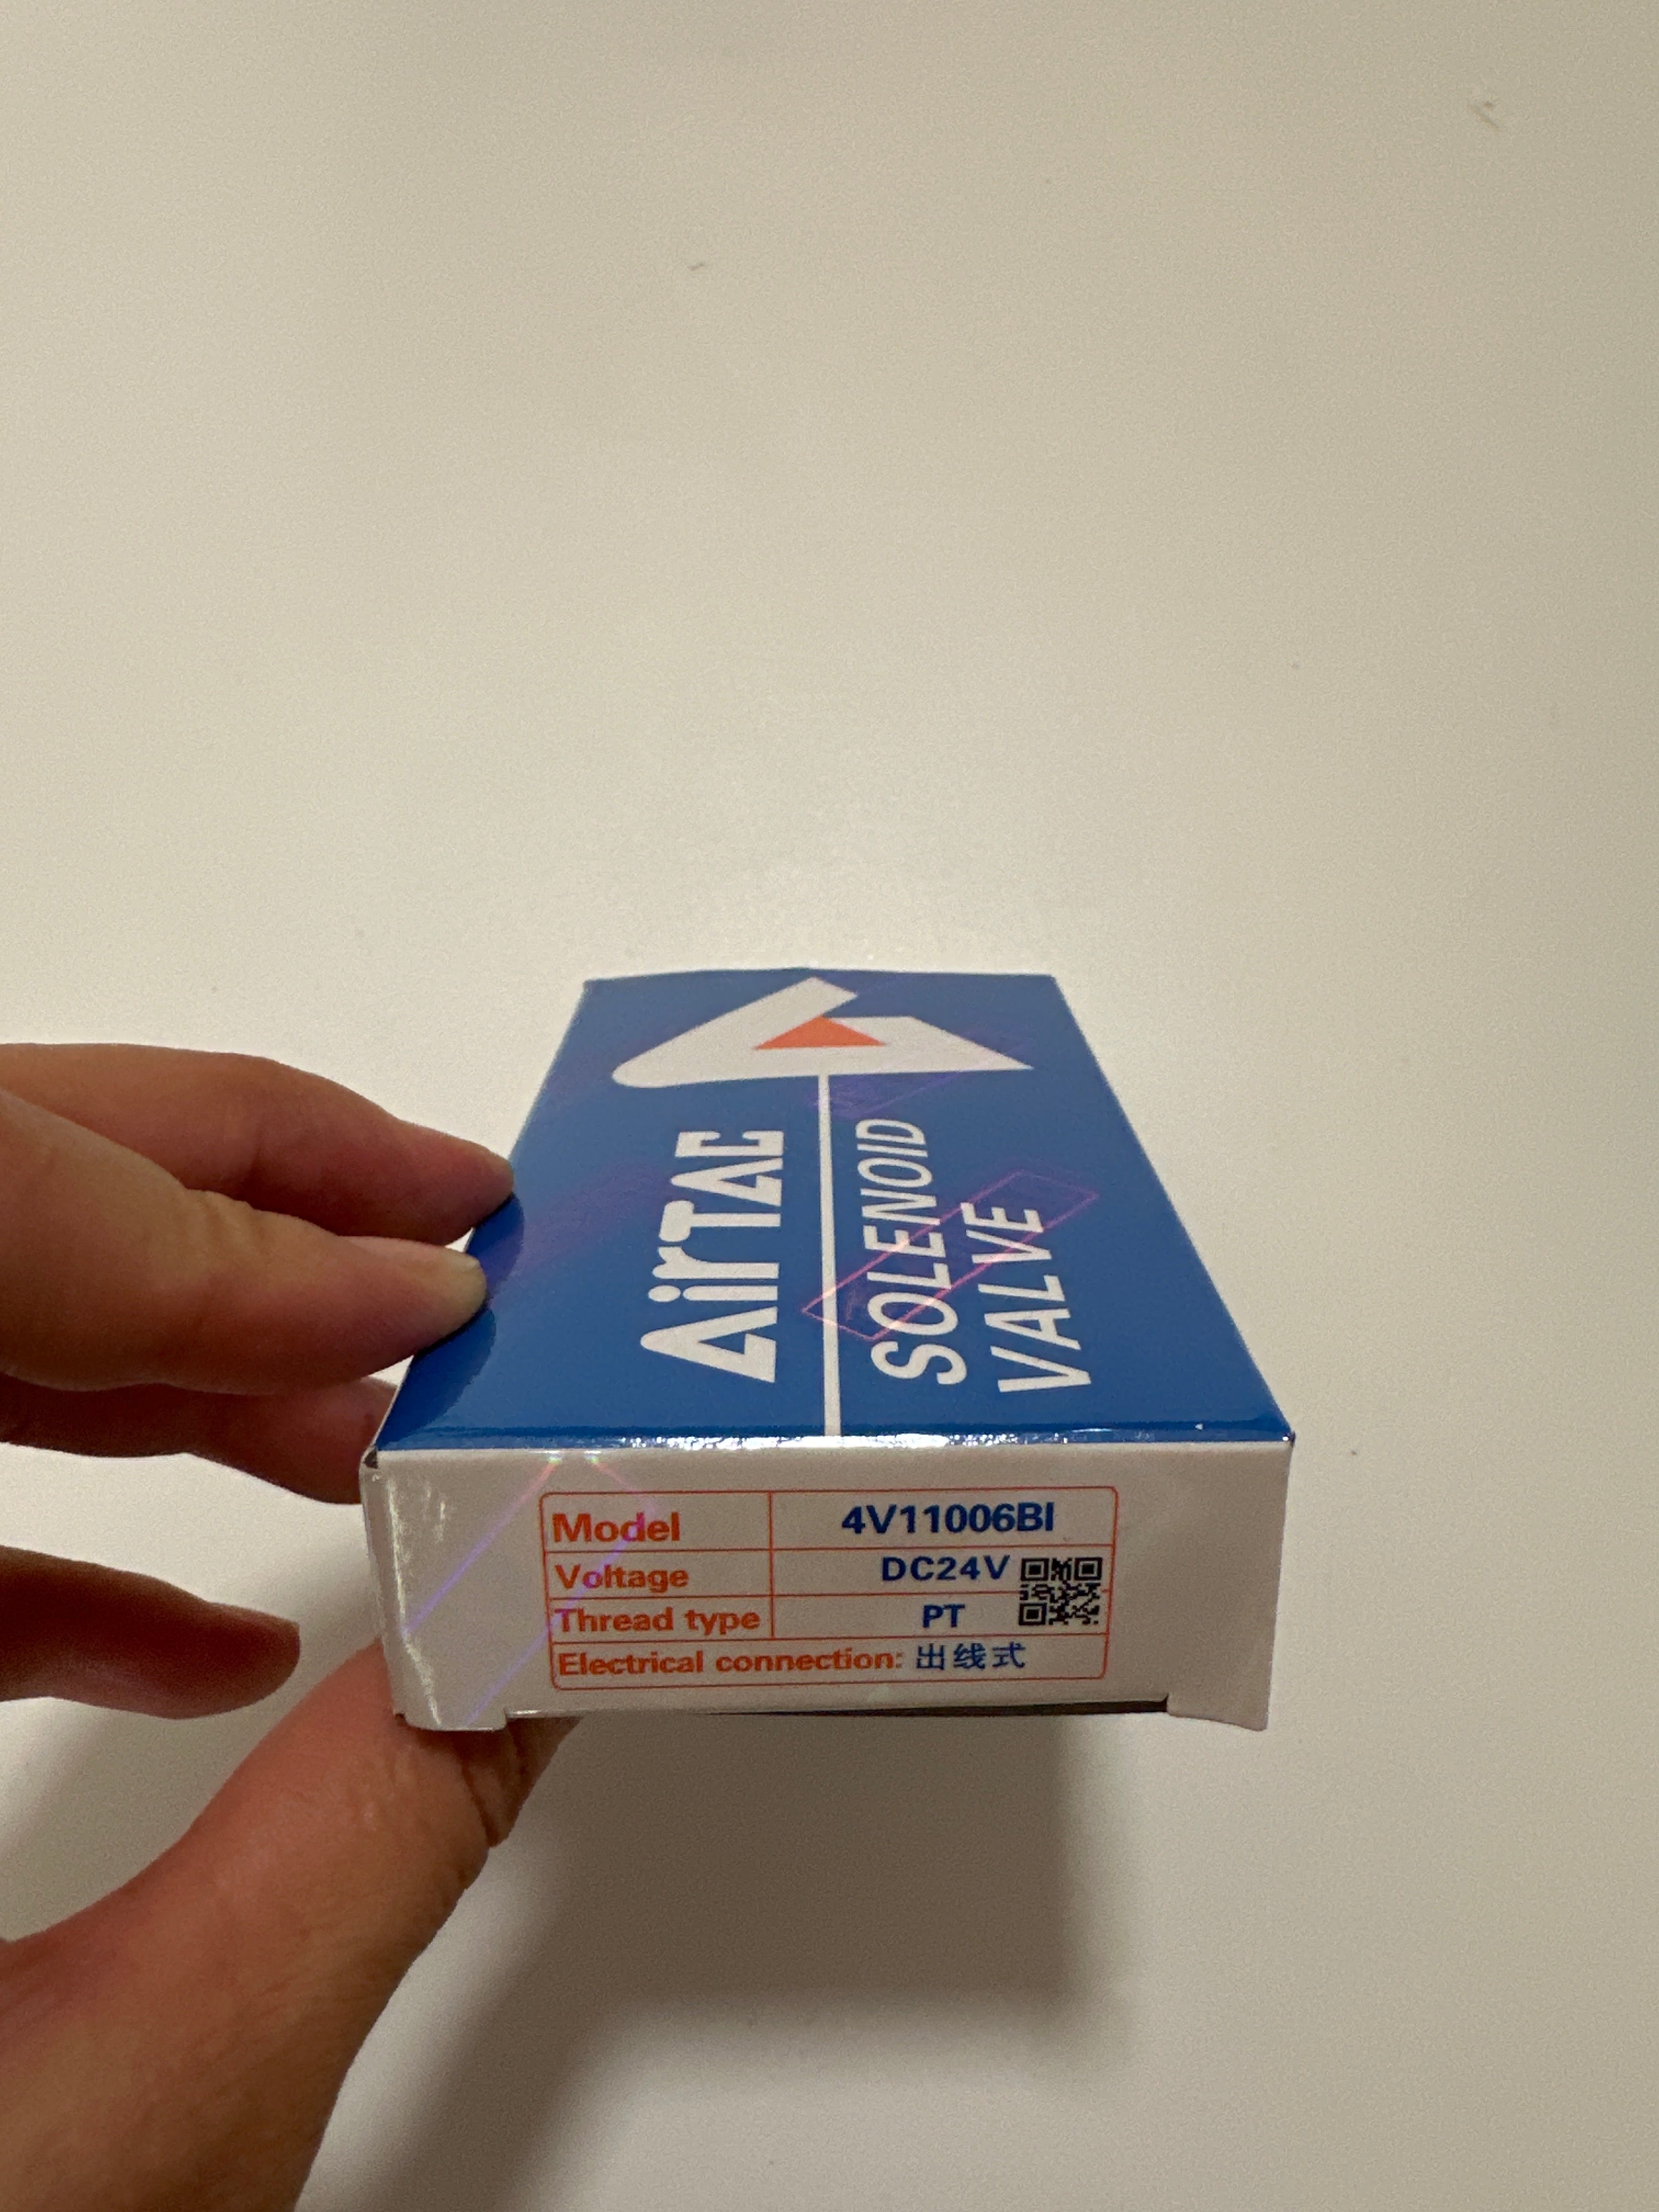 AirTAC
SOLENOID
VALVE
Model 4V11006BI
Voltage DC24V
Thread type PT
Electrical connection: 出线式